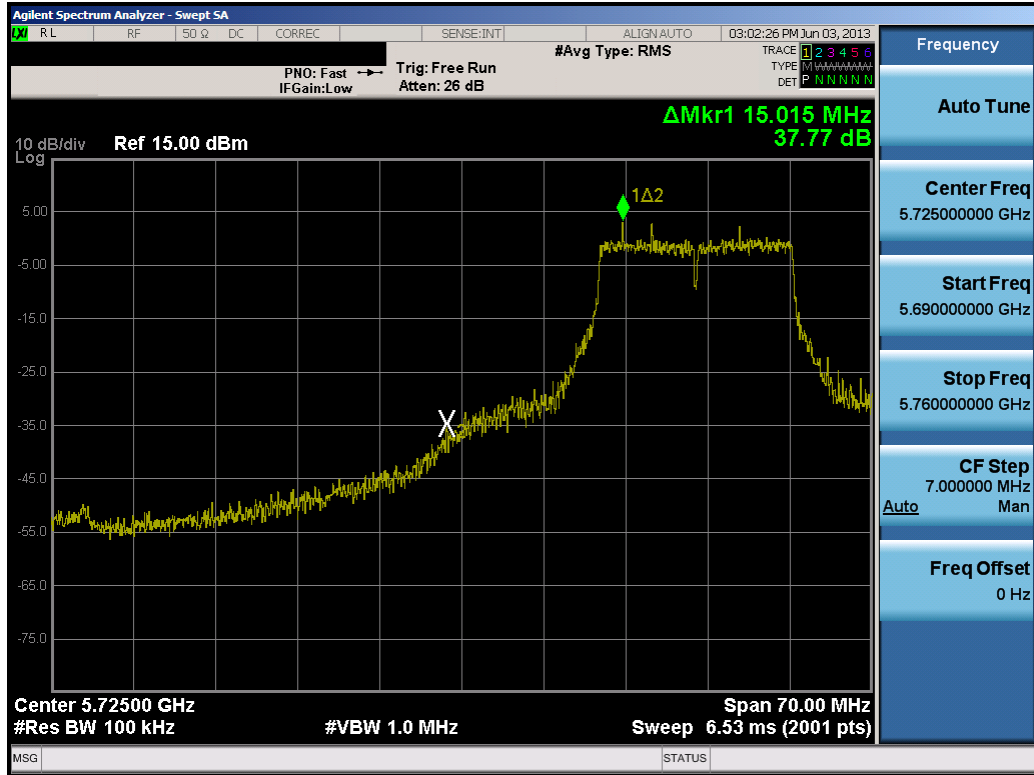 Agilent Spectrum Analyzer - Swept SA
LXI RL RF 50 Ω DC CORREC SENSE:INT ALIGN AUTO 03:02:26 PM Jun 03, 2013
#Avg Type: RMS
TRACE 1 2 3 4 5 6
TYPE M WWWWW
DET P N N N N N
PNO: Fast Trig: Free Run
IFGain:Low Atten: 26 dB
ΔMkr1 15.015 MHz
37.77 dB
10 dB/div Ref 15.00 dBm
Log
1Δ2
5.00
-5.00
-15.0
-25.0
-35.0
-45.0
-55.0
-65.0
-75.0
X2
Center 5.72500 GHz Span 70.00 MHz
#Res BW 100 kHz #VBW 1.0 MHz Sweep 6.53 ms (2001 pts)
MSG STATUS
Frequency
Auto Tune
Center Freq
5.725000000 GHz
Start Freq
5.690000000 GHz
Stop Freq
5.760000000 GHz
CF Step
7.000000 MHz
Auto Man
Freq Offset
0 Hz